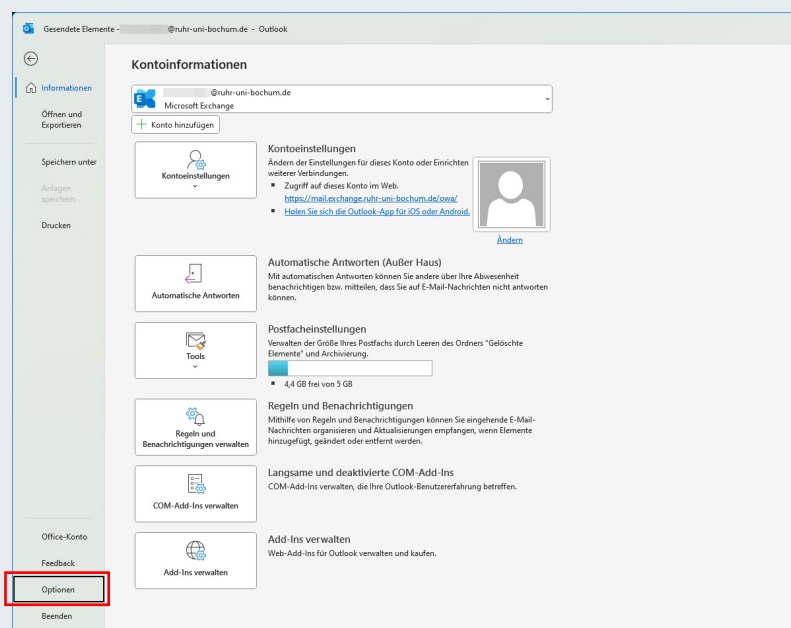 Gesendete Elemente - @ruhr-uni-bochum.de - Outlook
Informationen
Öffnen und
Exportieren
Speichern unter
Anlagen
speichern
Drucken
Office-Konto
Feedback
Optionen
Beenden
Kontoinformationen
@ruhr-uni-bochum.de
Microsoft Exchange
Konto hinzufügen
Kontoeinstellungen
Kontoeinstellungen
Ändern der Einstellungen für dieses Konto oder Einrichten
weiterer Verbindungen.
Zugriff auf dieses Konto im Web.
https://mail.exchange.ruhr-uni-bochum.de/owa/
Holen Sie sich die Outlook-App für iOS oder Android.
Ändern
Automatische Antworten
Automatische Antworten (Außer Haus)
Mit automatischen Antworten können Sie andere über Ihre Abwesenheit
benachrichtigen bzw. mitteilen, dass Sie auf E-Mail-Nachrichten nicht antworten
können.
Tools
Postfacheinstellungen
Verwalten der Größe Ihres Postfachs durch Leeren des Ordners "Gelöschte
Elemente" und Archivierung.
4,4 GB frei von 5 GB
Regeln und
Benachrichtigungen verwalten
Regeln und Benachrichtigungen
Mithilfe von Regeln und Benachrichtigungen können Sie eingehende E-Mail-
Nachrichten organisieren und Aktualisierungen empfangen, wenn Elemente
hinzugefügt, geändert oder entfernt werden.
COM-Add-Ins verwalten
Langsame und deaktivierte COM-Add-Ins
COM-Add-Ins verwalten, die Ihre Outlook-Benutzererfahrung betreffen.
Add-Ins verwalten
Add-Ins verwalten
Web-Add-Ins für Outlook verwalten und kaufen.